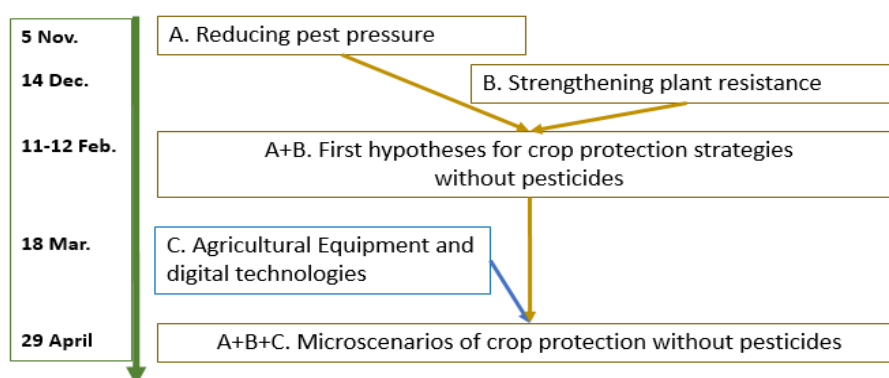 5 Nov.
A. Reducing pest pressure
14 Dec.
B. Strengthening plant resistance
11-12 Feb.
A+B. First hypotheses for crop protection strategies
without pesticides
18 Mar.
C. Agricultural Equipment and
digital technologies
29 April
A+B+C. Microscenarios of crop protection without pesticides